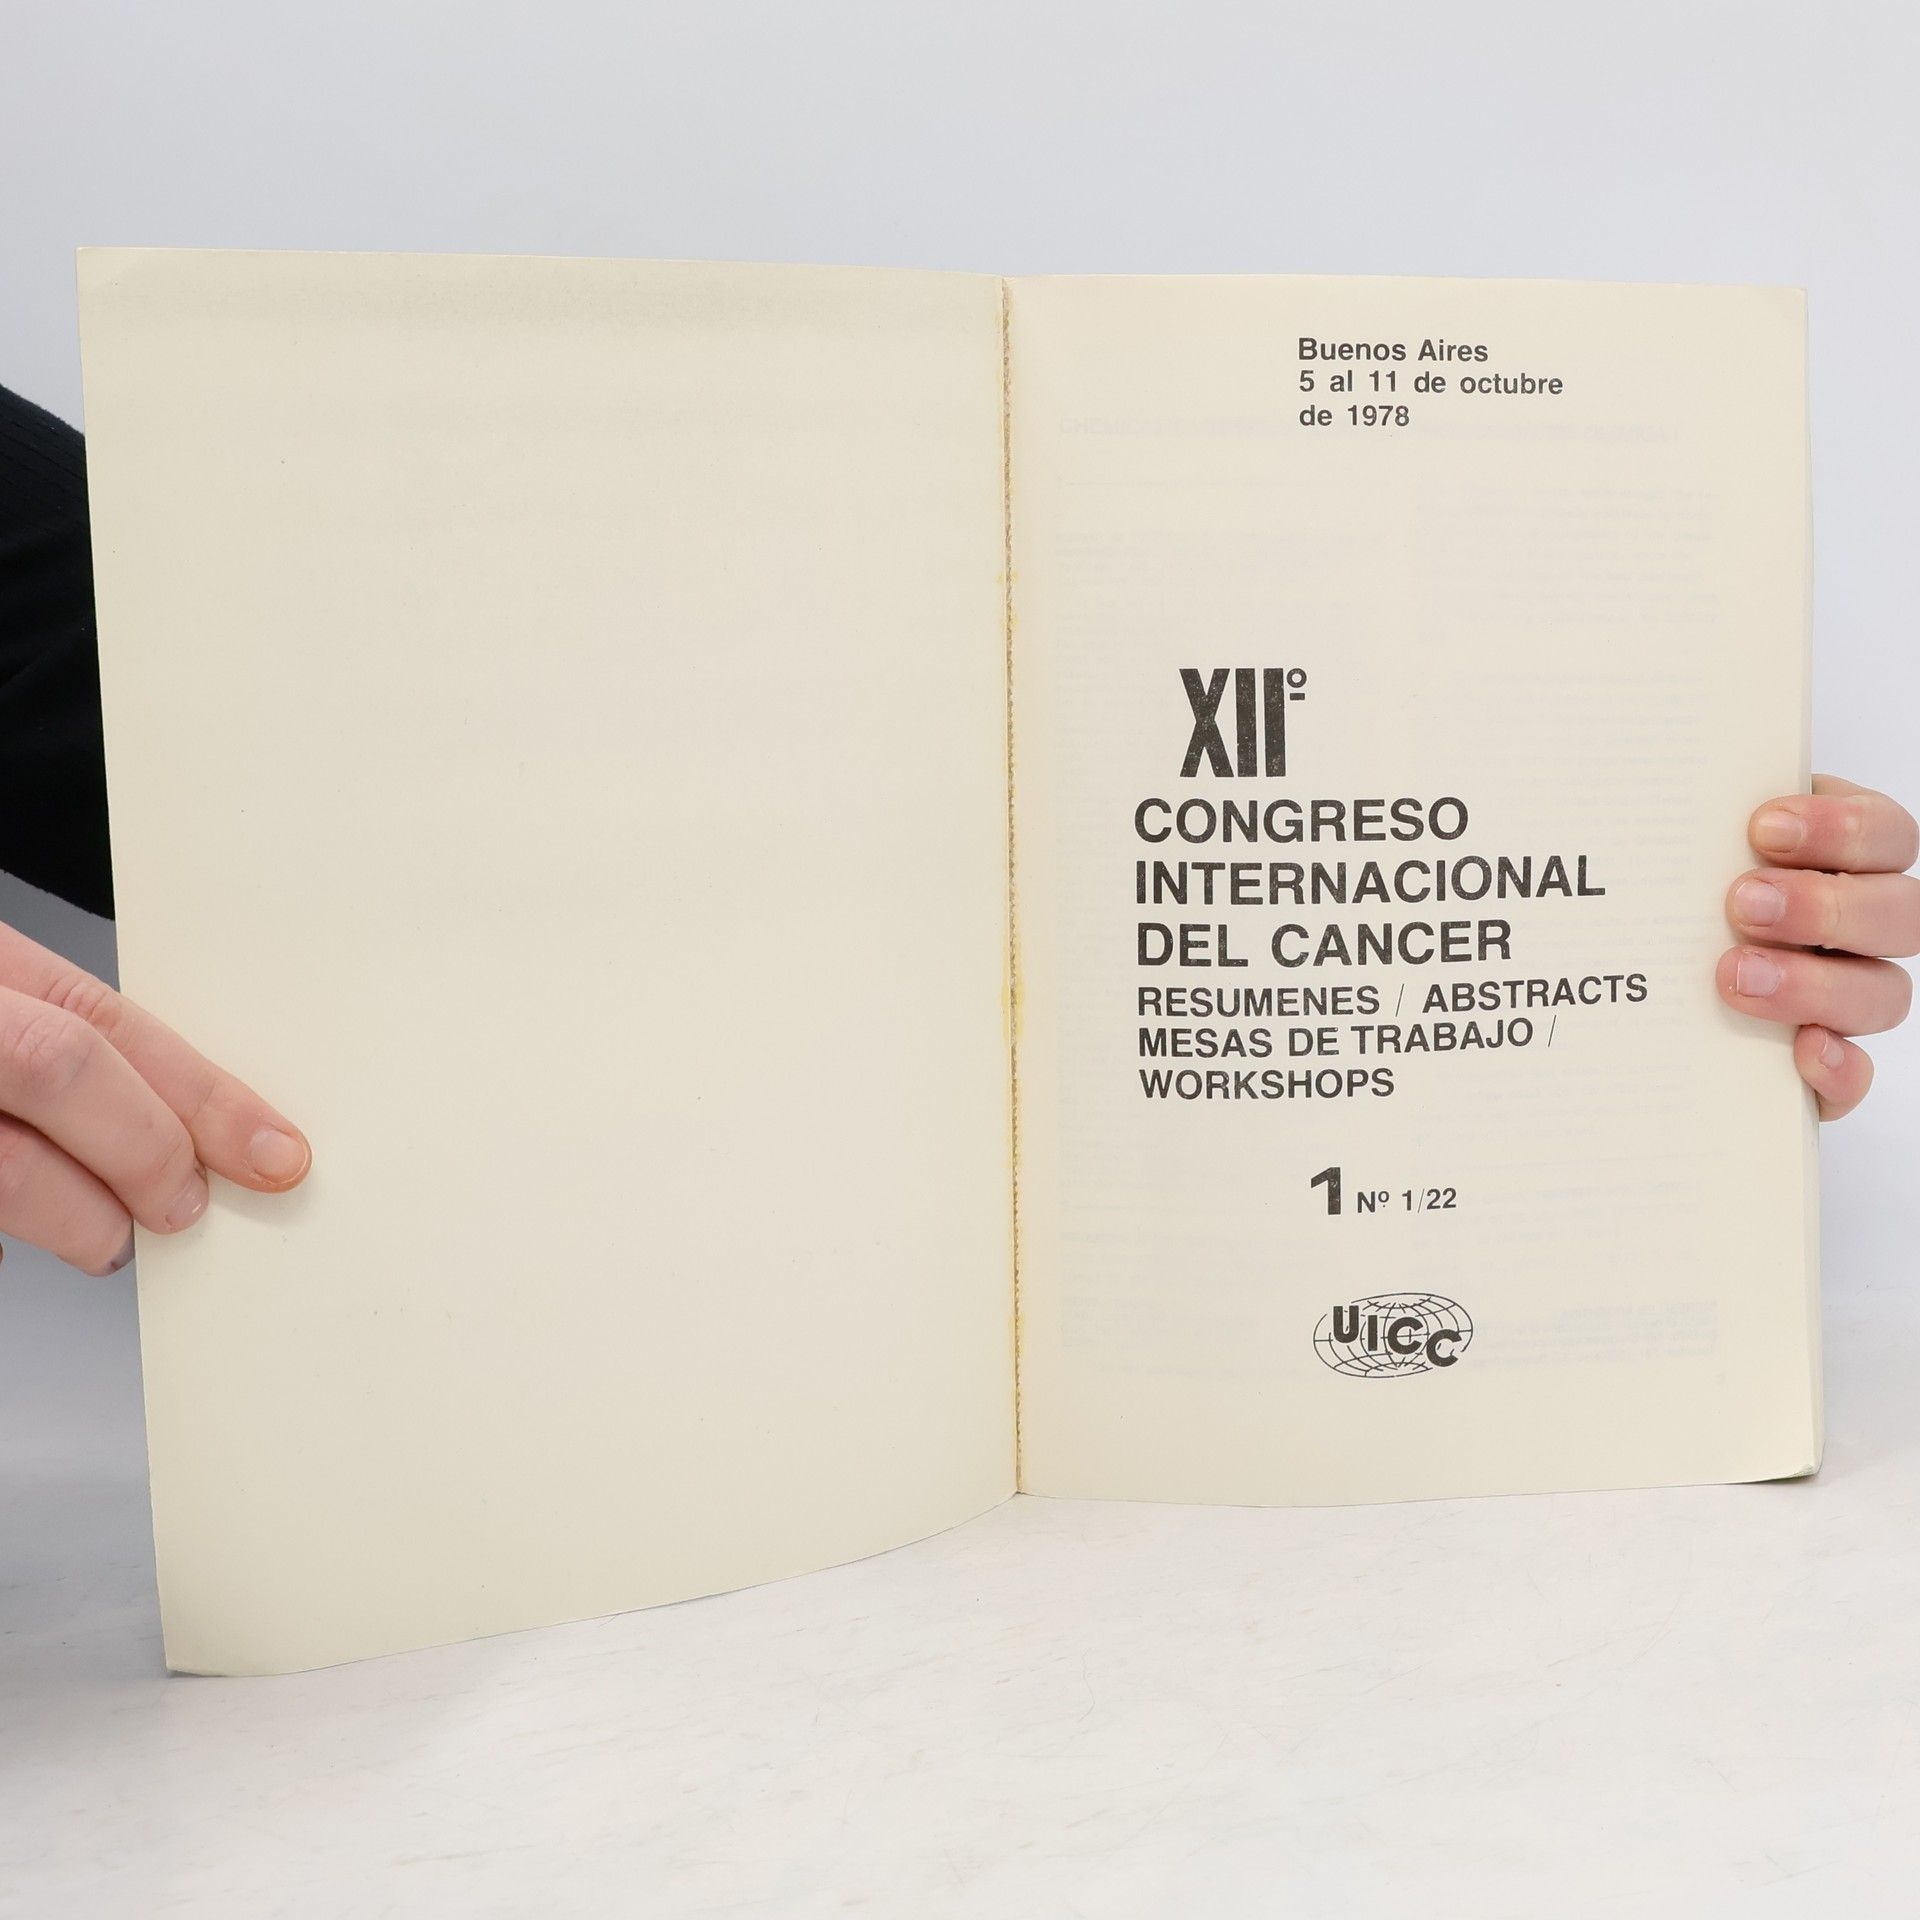 Buenos Aires
5 al 11 de octubre
de 1978
XIIº
CONGRESO
INTERNACIONAL
DEL CANCER
RESUMENES / ABSTRACTS
MESAS DE TRABAJO /
WORKSHOPS
1 Nº 1/22
UICC